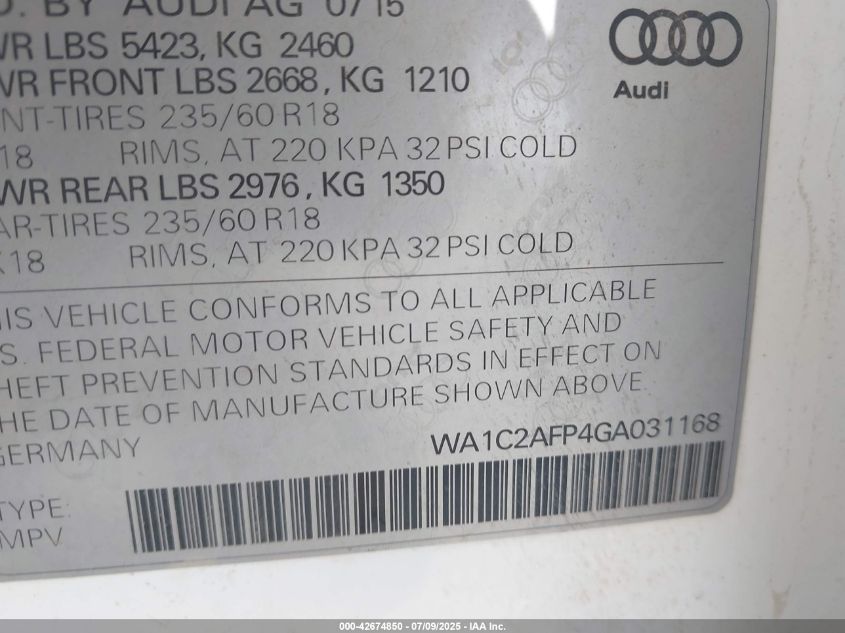 D. BY AUDI AG 07/15
WR LBS 5423, KG 2460
Audi
WR FRONT LBS 2668, KG 1210
NT-TIRES 235/60 R18
18 RIMS, AT 220 KPA 32 PSI COLD
WR REAR LBS 2976, KG 1350
AR-TIRES 235/60 R18
18 RIMS, AT 220 KPA 32 PSI COLD
HIS VEHICLE CONFORMS TO ALL APPLICABLE
S. FEDERAL MOTOR VEHICLE SAFETY AND
HEFT PREVENTION STANDARDS IN EFFECT ON
HE DATE OF MANUFACTURE SHOWN ABOVE.
GERMANY WA1C2AFP4GA031168
TYPE:
MPV
000-42674850 - 07/09/2025 - IAA Inc.